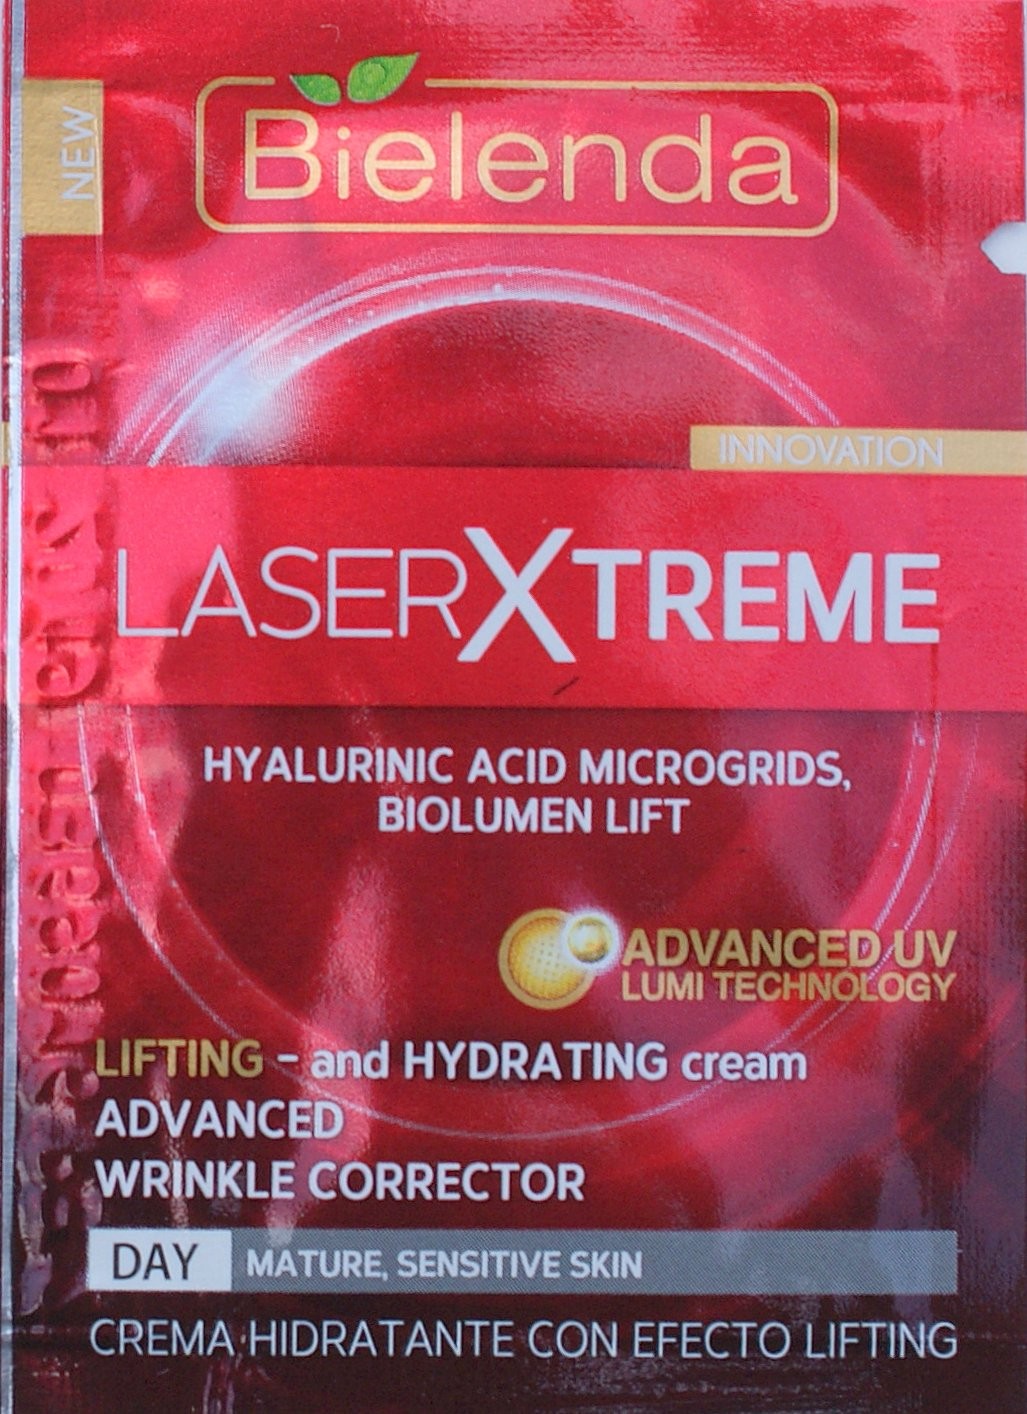 NEW
Bielenda
INNOVATION
LASERXTREME
HYALURINIC ACID MICROGRIDS,
BIOLUMEN LIFT
ADVANCED UV
LUMI TECHNOLOGY
LIFTING - and HYDRATING cream
ADVANCED
WRINKLE CORRECTOR
DAY MATURE, SENSITIVE SKIN
CREMA HIDRATANTE CON EFECTO LIFTING